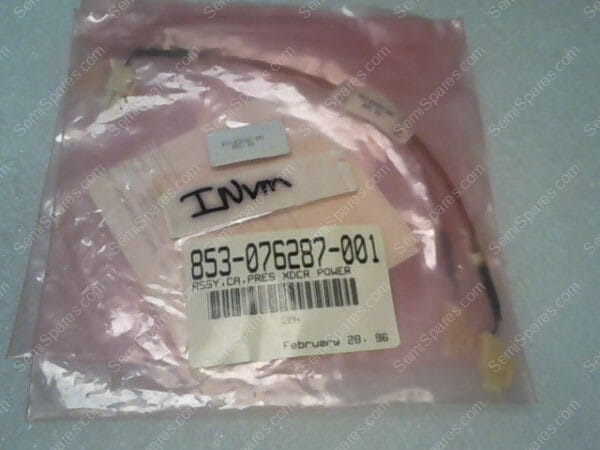 INVM
853-076287-001
ASSY,CA,PRES XDCR POWER
February 28, 96
SemiSpares.com